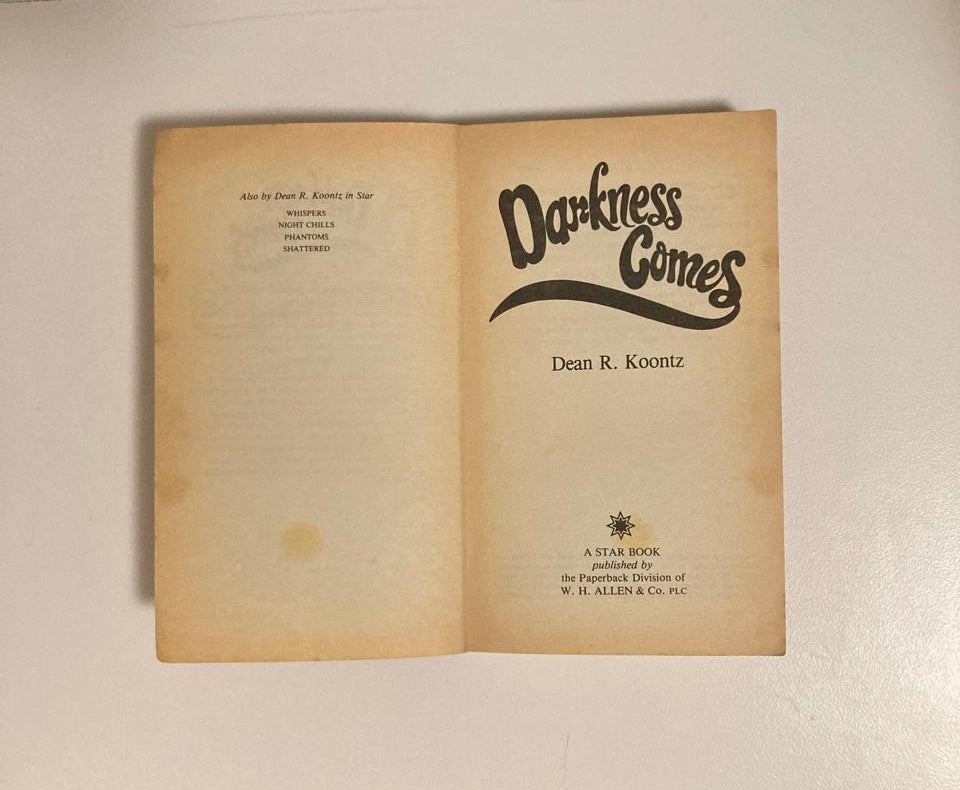 Also by Dean R. Koontz in Star
WHISPERS
NIGHT CHILLS
PHANTOMS
SHATTERED
Darkness
Comes
Dean R. Koontz
A STAR BOOK
published by
the Paperback Division of
W. H. ALLEN & Co. PLC